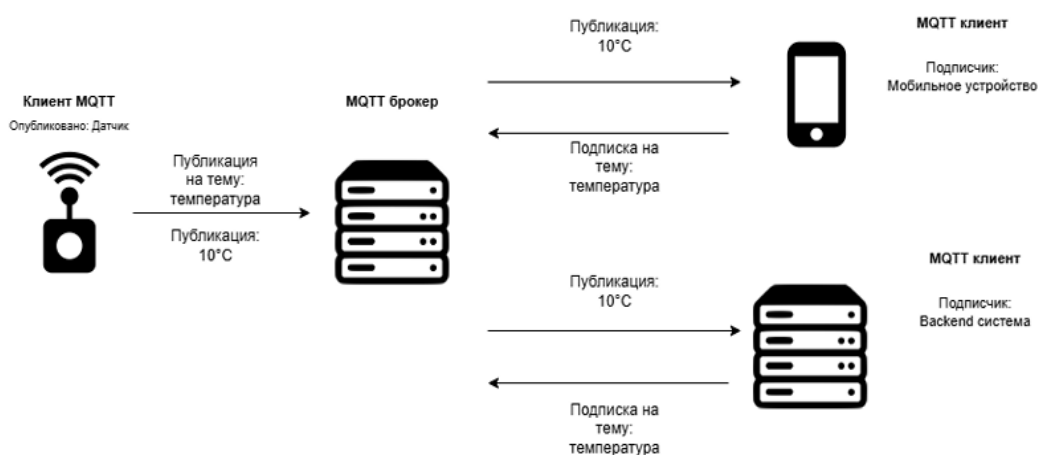 Клиент MQTT
Опубликовано: Датчик
Публикация
на тему:
температура
Публикация:
10°C
MQTT брокер
Публикация:
10°C
Подписка на
тему:
температура
MQTT клиент
Подписчик:
Мобильное устройство
Публикация:
10°C
Подписка на
тему:
температура
MQTT клиент
Подписчик:
Backend система